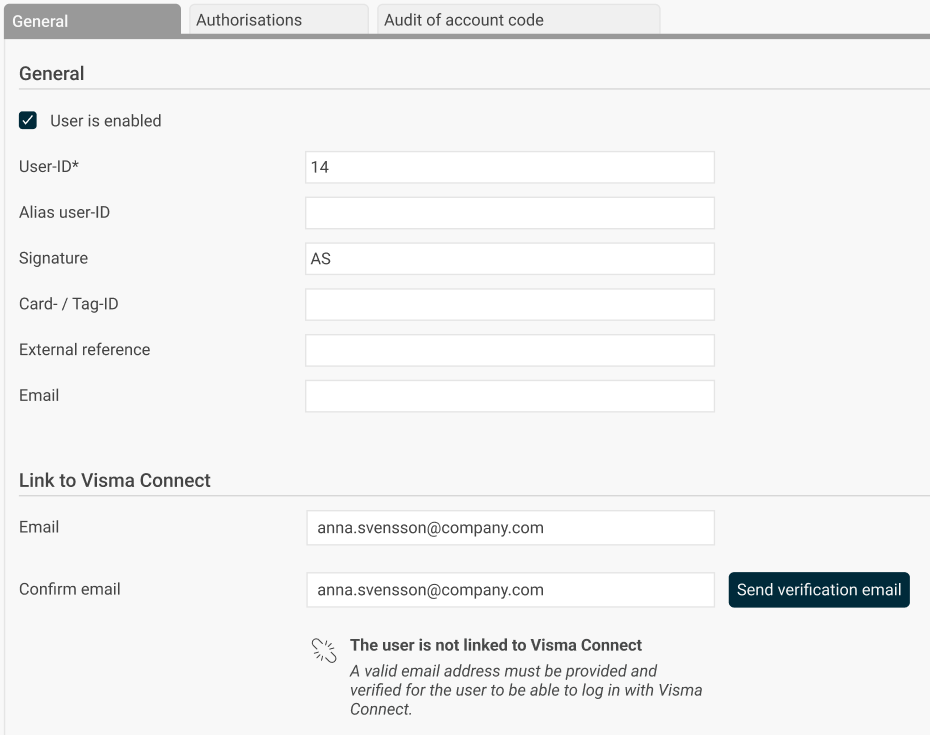 General
Authorisations
Audit of account code
General
User is enabled
User-ID*
14
Alias user-ID
Signature
AS
Card- / Tag-ID
External reference
Email
Link to Visma Connect
Email
anna.svensson@company.com
Confirm email
anna.svensson@company.com
Send verification email
The user is not linked to Visma Connect
A valid email address must be provided and
verified for the user to be able to log in with Visma
Connect.